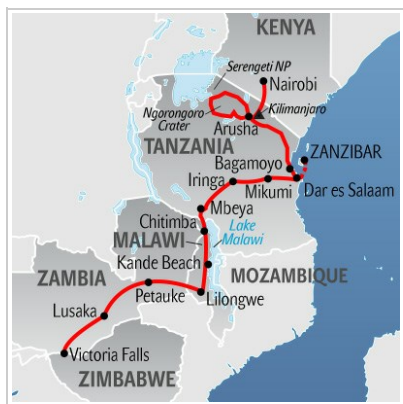 KENYA
Serengeti NP
Nairobi
Ngorongoro
Crater
Kilimanjaro
Arusha
TANZANIA
Bagamoyo
ZANZIBAR
Iringa
Mikumi
Dar es Salaam
Mbeya
Chitimba
Lake
Malawi
MALAWI
Kande Beach
MOZAMBIQUE
ZAMBIA
Petauke
Lilongwe
Lusaka
Victoria Falls
ZIMBABWE